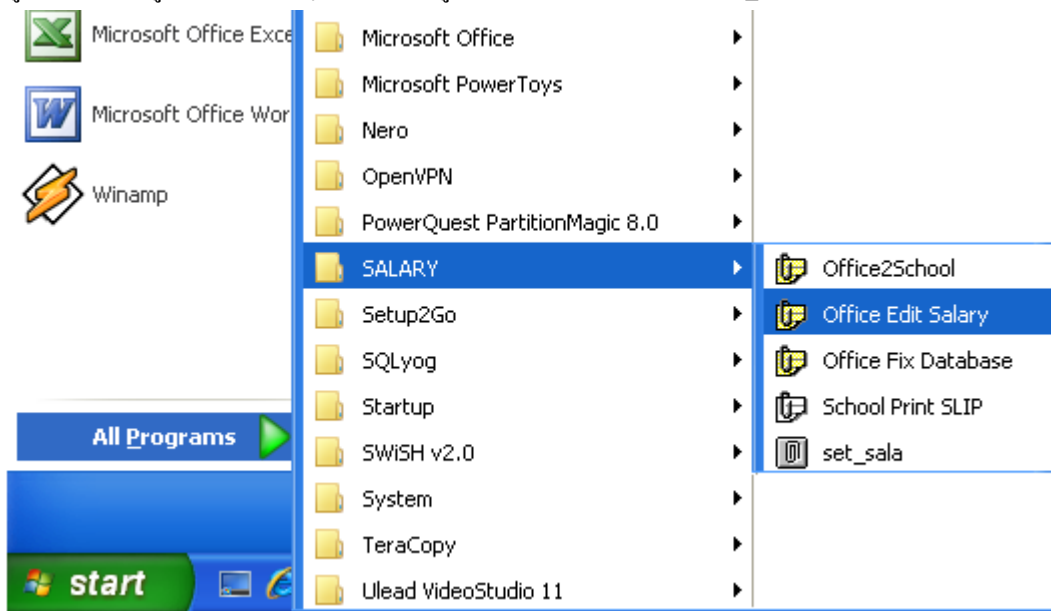 Microsoft Office Exce
Microsoft Office Wor
Winamp
All Programs
start
Microsoft Office
Microsoft PowerToys
Nero
OpenVPN
PowerQuest PartitionMagic 8.0
SALARY
Setup2Go
SQLyog
Startup
SWiSH v2.0
System
TeraCopy
Ulead VideoStudio 11
Office2School
Office Edit Salary
Office Fix Database
School Print SLIP
set_sala